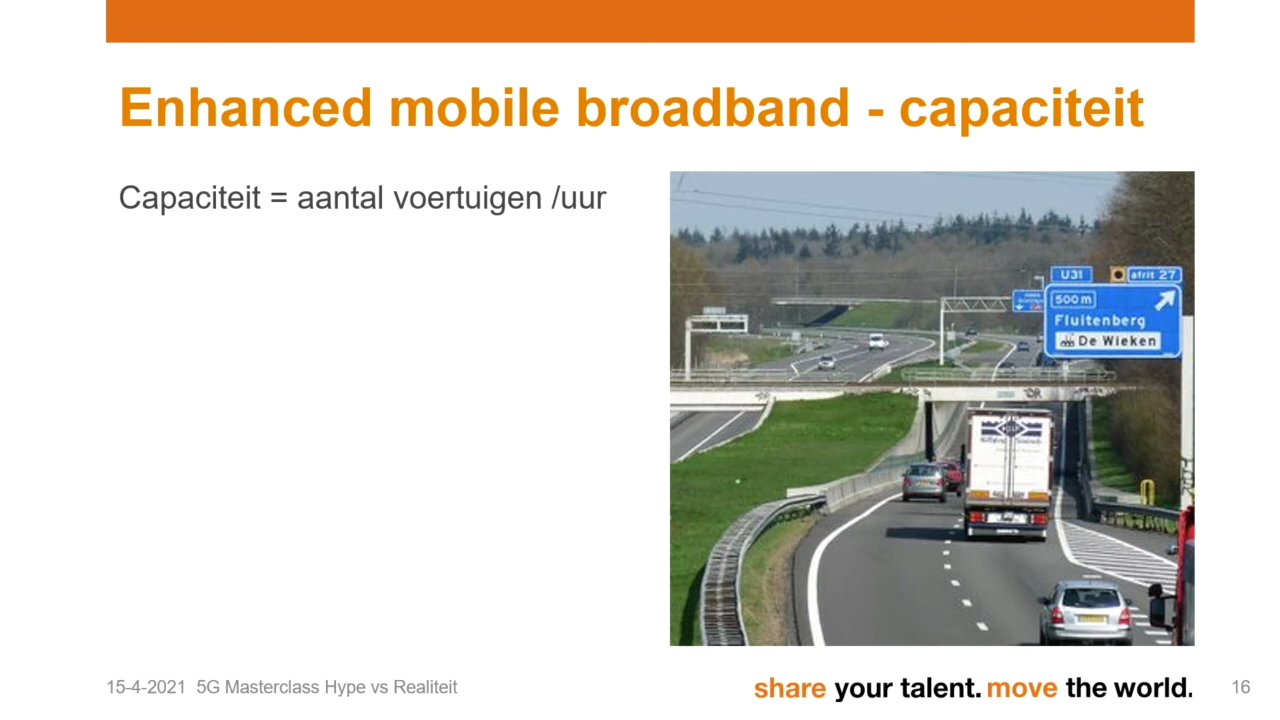 Enhanced mobile broadband - capaciteit
Capaciteit = aantal voertuigen /uur
U31
afrit 27
500 m
Fluitenberg
De Wieken
15-4-2021 5G Masterclass Hype vs Realiteit
share your talent. move the world.
16